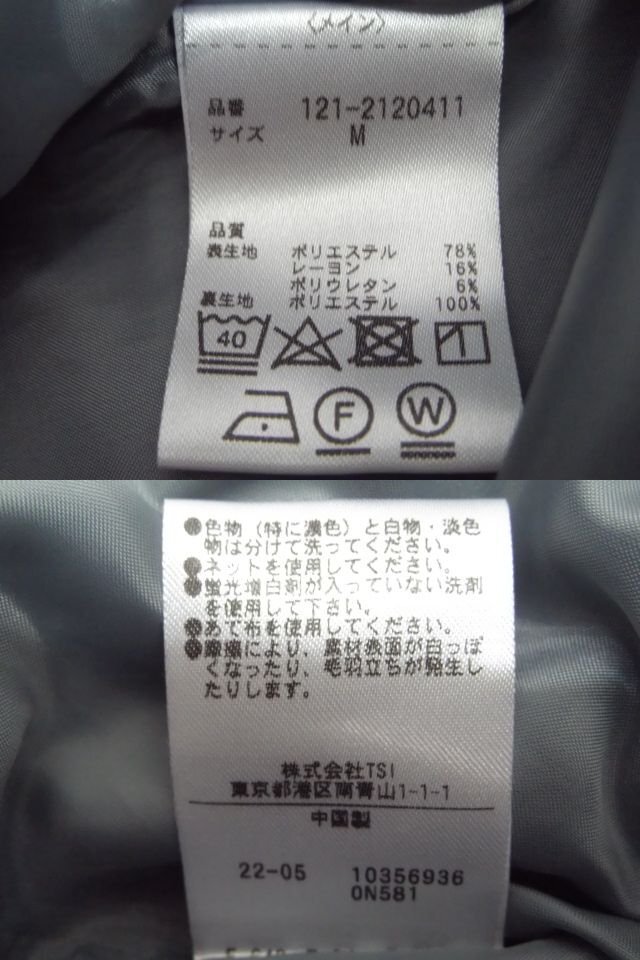 〈メイン〉
品番 121-2120411
サイズ M
品質
表生地 ポリエステル 78%
レーヨン 16%
ポリウレタン 6%
裏生地 ポリエステル 100%
40
F W
●色物（特に濃色）と白物・淡色
物は分けて洗ってください。
●ネットを使用してください。
●蛍光増白剤が入っていない洗剤
を使用して下さい。
●あて布を使用してください。
●摩擦により、素材表面が白っぽ
くなったり、毛羽立ちが発生し
たりします。
株式会社TSI
東京都港区南青山1-1-1
中国製
22-05 10356936
0N581